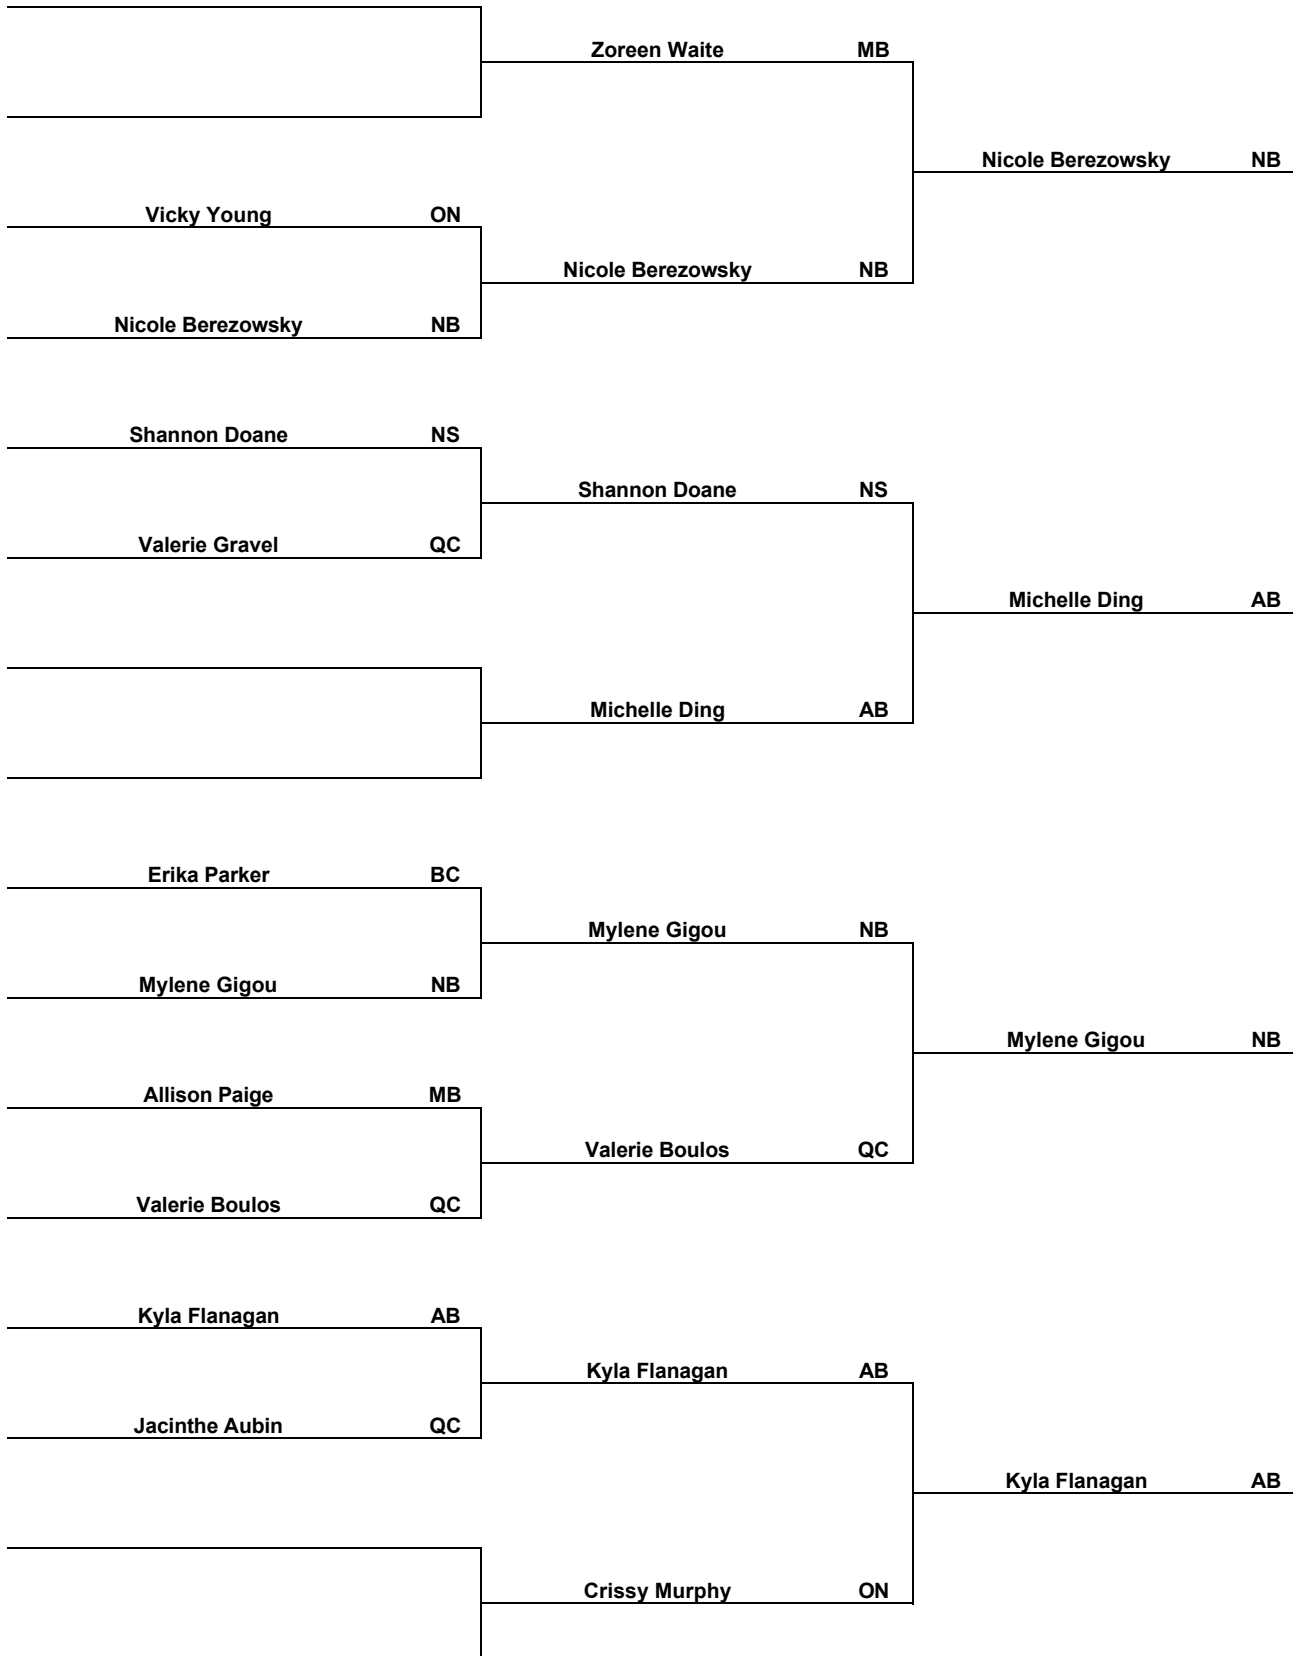 Zoreen Waite MB
Nicole Berezowsky NB
Vicky Young ON
Nicole Berezowsky NB
Nicole Berezowsky NB
Shannon Doane NS
Shannon Doane NS
Valerie Gravel QC
Michelle Ding AB
Michelle Ding AB
Erika Parker BC
Mylene Gigou NB
Mylene Gigou NB
Mylene Gigou NB
Allison Paige MB
Valerie Boulos QC
Valerie Boulos QC
Kyla Flanagan AB
Kyla Flanagan AB
Jacinthe Aubin QC
Kyla Flanagan AB
Crissy Murphy ON